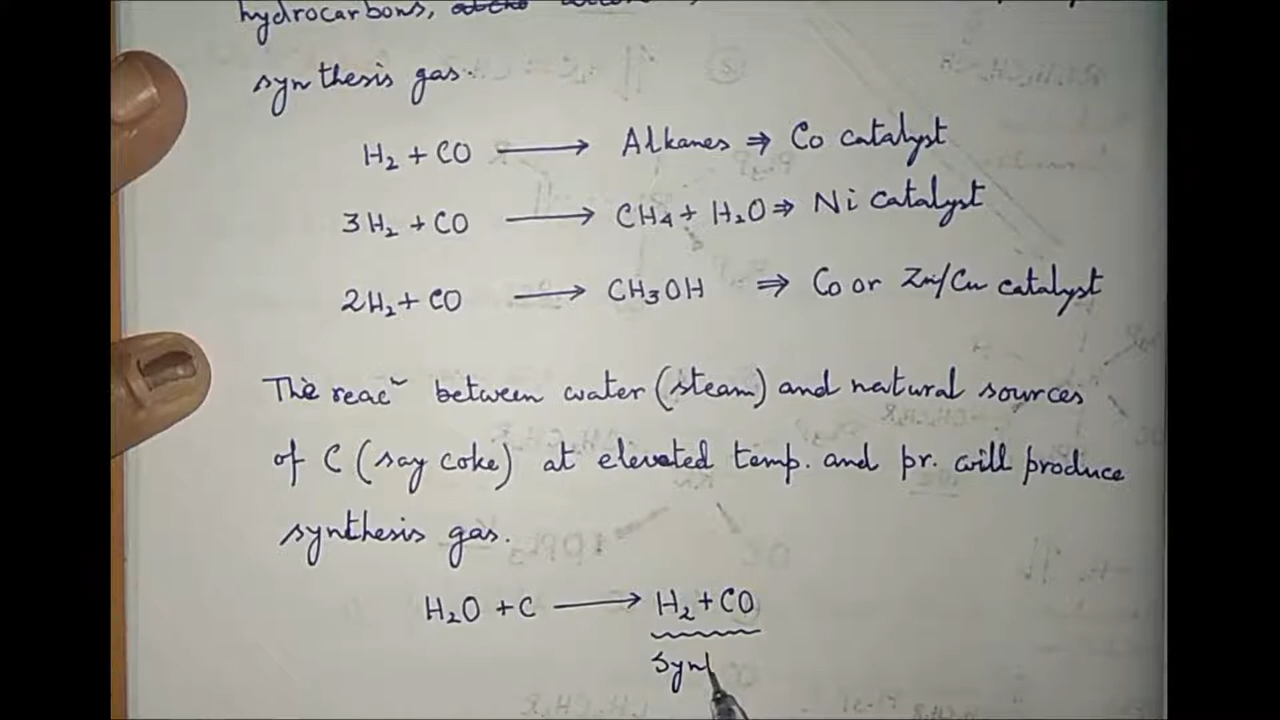 hydrocarbons,
synthesis gas.
H₂ + CO ⟶ Alkanes ⇒ Co catalyst
3H₂ + CO ⟶ CH₄ + H₂O ⇒ Ni catalyst
2H₂ + CO ⟶ CH₃OH ⇒ Co or Zn/Cu catalyst
The reac~ between water (steam) and natural sources
of C (say coke) at elevated temp. and pr. will produce
synthesis gas.
H₂O + C ⟶ H₂ + CO
Synt